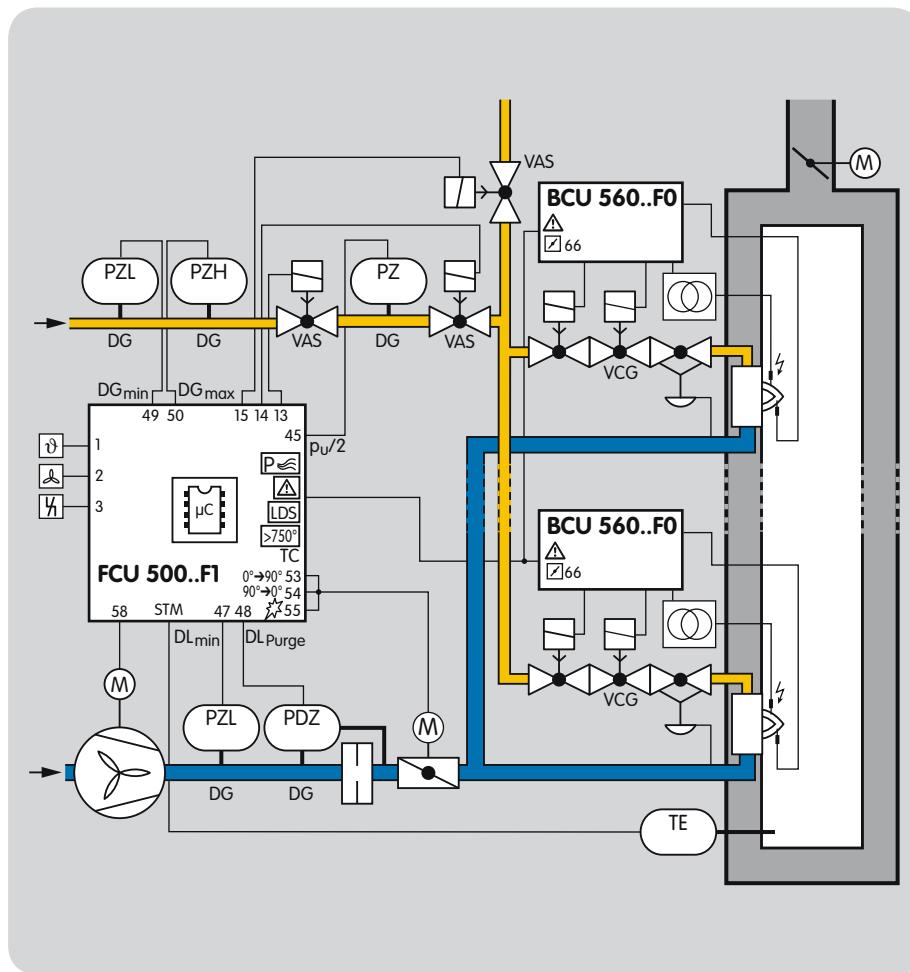 VAS
M
BCU 560..F0
66
PZL
PZH
PZ
DG
DG
VAS
DG
VAS
VCG
DGmin
DGmax
49 50
15 14 13
45
pu/2
ϑ
1
P
2
µC
LDS
3
>750°
TC
BCU 560..F0
66
FCU 500..F1
0°→90° 53
90°→0° 54
55
58
STM
47 48
DLmin
DLPurge
M
PZL
PDZ
M
VCG
DG
DG
TE